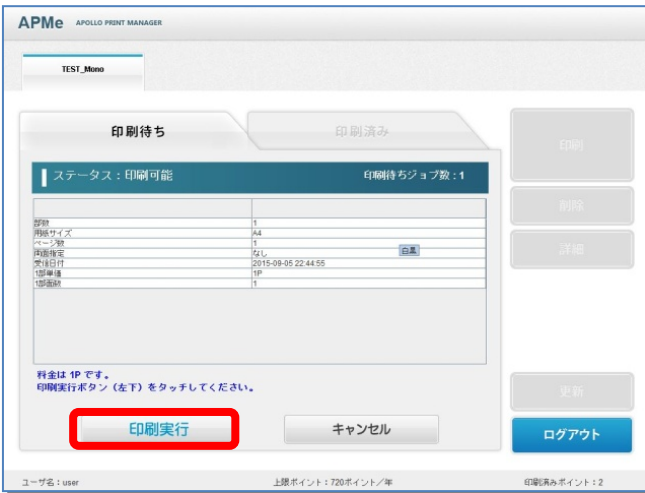 APMe APOLLO PRINT MANAGER
TEST_Mono
印刷待ち
印刷済み
印刷
削除
詳細
ステータス：印刷可能 印刷待ちジョブ数：1
部数 1
用紙サイズ A4
ページ数 1
両面指定 なし
白黒
受信日付 2015-09-05 22:44:55
1部単価 1P
1部面数 1
料金は 1P です。
印刷実行ボタン（左下）をタッチしてください。
更新
印刷実行 キャンセル ログアウト
ユーザ名：user 上限ポイント：720ポイント／年 印刷済みポイント：2